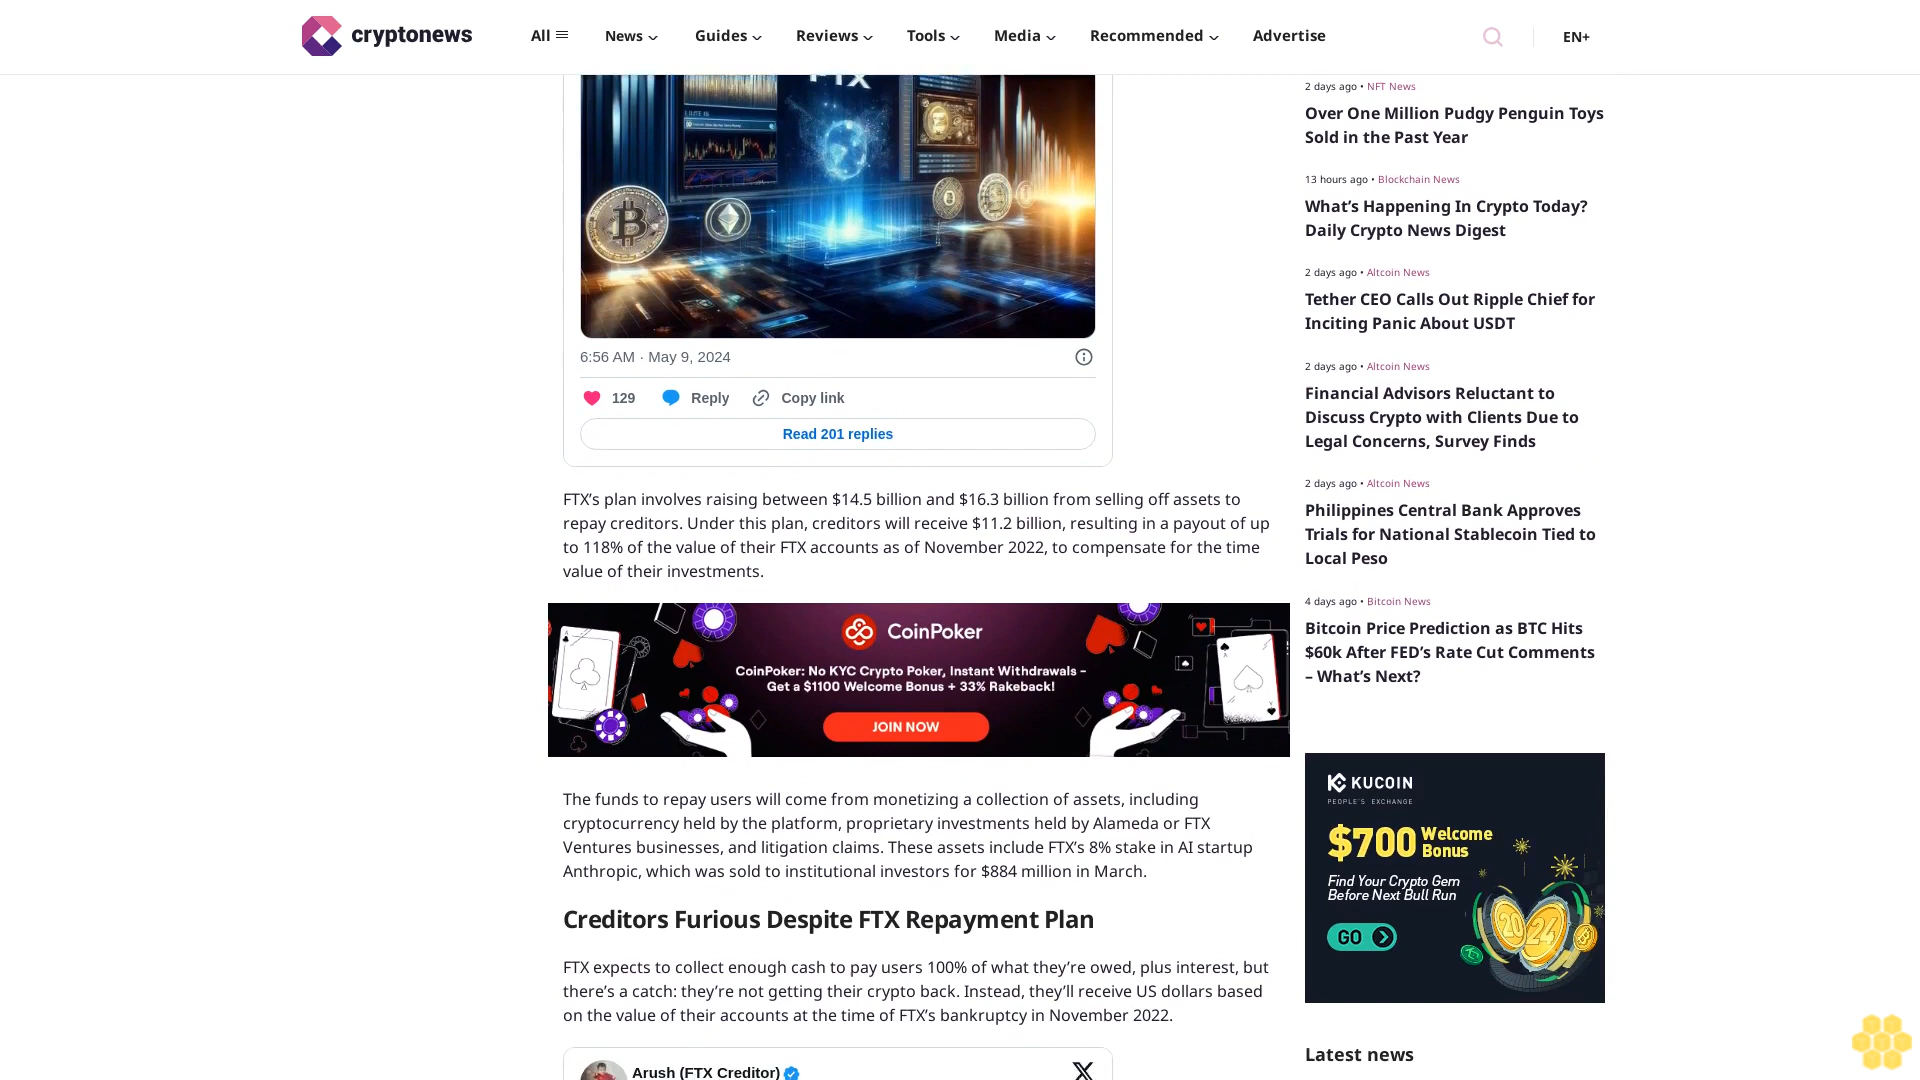 cryptonews
All
News
Guides
Reviews
Tools
Media
Recommended
Advertise
EN+
6:56 AM · May 9, 2024
129
Reply
Copy link
Read 201 replies
FTX’s plan involves raising between $14.5 billion and $16.3 billion from selling off assets to
repay creditors. Under this plan, creditors will receive $11.2 billion, resulting in a payout of up
to 118% of the value of their FTX accounts as of November 2022, to compensate for the time
value of their investments.
CoinPoker
CoinPoker: No KYC Crypto Poker, Instant Withdrawals –
Get a $1100 Welcome Bonus + 33% Rakeback!
JOIN NOW
The funds to repay users will come from monetizing a collection of assets, including
cryptocurrency held by the platform, proprietary investments held by Alameda or FTX
Ventures businesses, and litigation claims. These assets include FTX’s 8% stake in AI startup
Anthropic, which was sold to institutional investors for $884 million in March.
Creditors Furious Despite FTX Repayment Plan
FTX expects to collect enough cash to pay users 100% of what they’re owed, plus interest, but
there’s a catch: they’re not getting their crypto back. Instead, they’ll receive US dollars based
on the value of their accounts at the time of FTX’s bankruptcy in November 2022.
Arush (FTX Creditor)
2 days ago • NFT News
Over One Million Pudgy Penguin Toys
Sold in the Past Year
13 hours ago • Blockchain News
What’s Happening In Crypto Today?
Daily Crypto News Digest
2 days ago • Altcoin News
Tether CEO Calls Out Ripple Chief for
Inciting Panic About USDT
2 days ago • Altcoin News
Financial Advisors Reluctant to
Discuss Crypto with Clients Due to
Legal Concerns, Survey Finds
2 days ago • Altcoin News
Philippines Central Bank Approves
Trials for National Stablecoin Tied to
Local Peso
4 days ago • Bitcoin News
Bitcoin Price Prediction as BTC Hits
$60k After FED’s Rate Cut Comments
– What’s Next?
KUCOIN
PEOPLE'S EXCHANGE
$700 Welcome
Bonus
Find Your Crypto Gem
Before Next Bull Run
GO
2024
Latest news